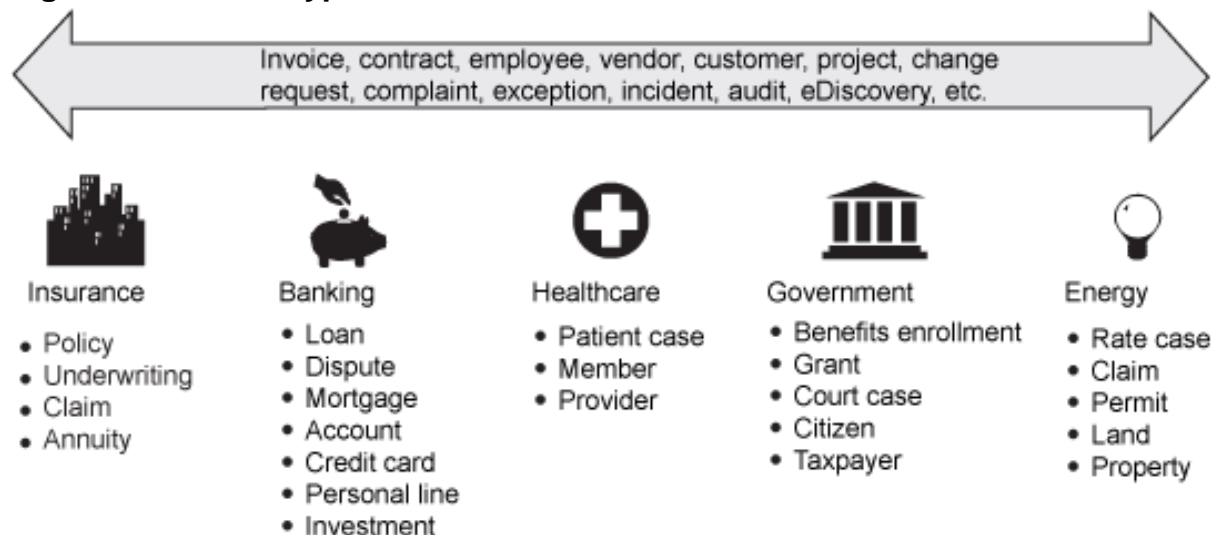 Invoice, contract, employee, vendor, customer, project, change
request, complaint, exception, incident, audit, eDiscovery, etc.
Insurance
• Policy
• Underwriting
• Claim
• Annuity
Banking
• Loan
• Dispute
• Mortgage
• Account
• Credit card
• Personal line
• Investment
Healthcare
• Patient case
• Member
• Provider
Government
• Benefits enrollment
• Grant
• Court case
• Citizen
• Taxpayer
Energy
• Rate case
• Claim
• Permit
• Land
• Property